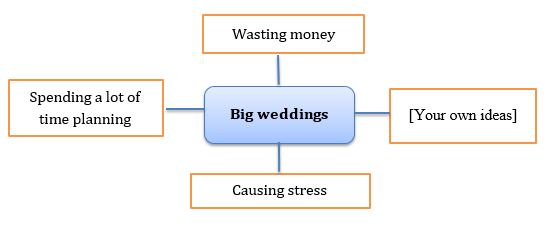 Wasting money
Spending a lot of
time planning
Big weddings
[Your own ideas]
Causing stress